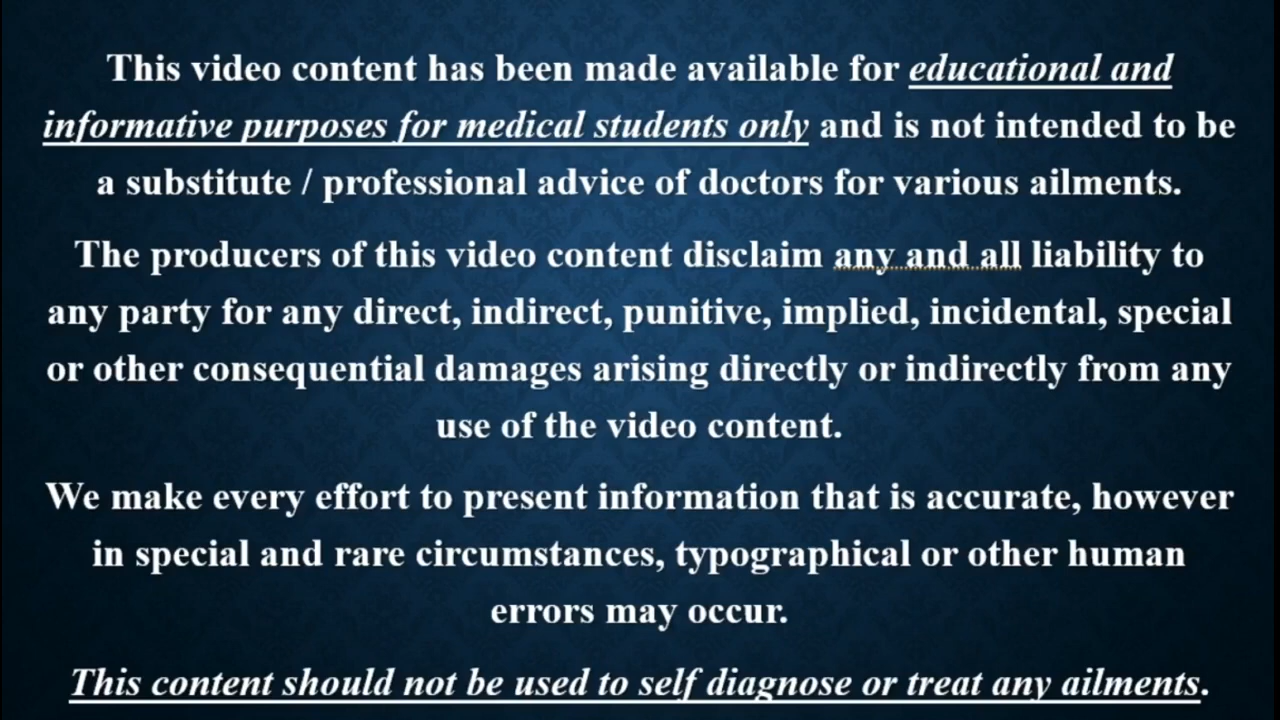 This video content has been made available for educational and
informative purposes for medical students only and is not intended to be
a substitute / professional advice of doctors for various ailments.
The producers of this video content disclaim any and all liability to
any party for any direct, indirect, punitive, implied, incidental, special
or other consequential damages arising directly or indirectly from any
use of the video content.
We make every effort to present information that is accurate, however
in special and rare circumstances, typographical or other human
errors may occur.
This content should not be used to self diagnose or treat any ailments.